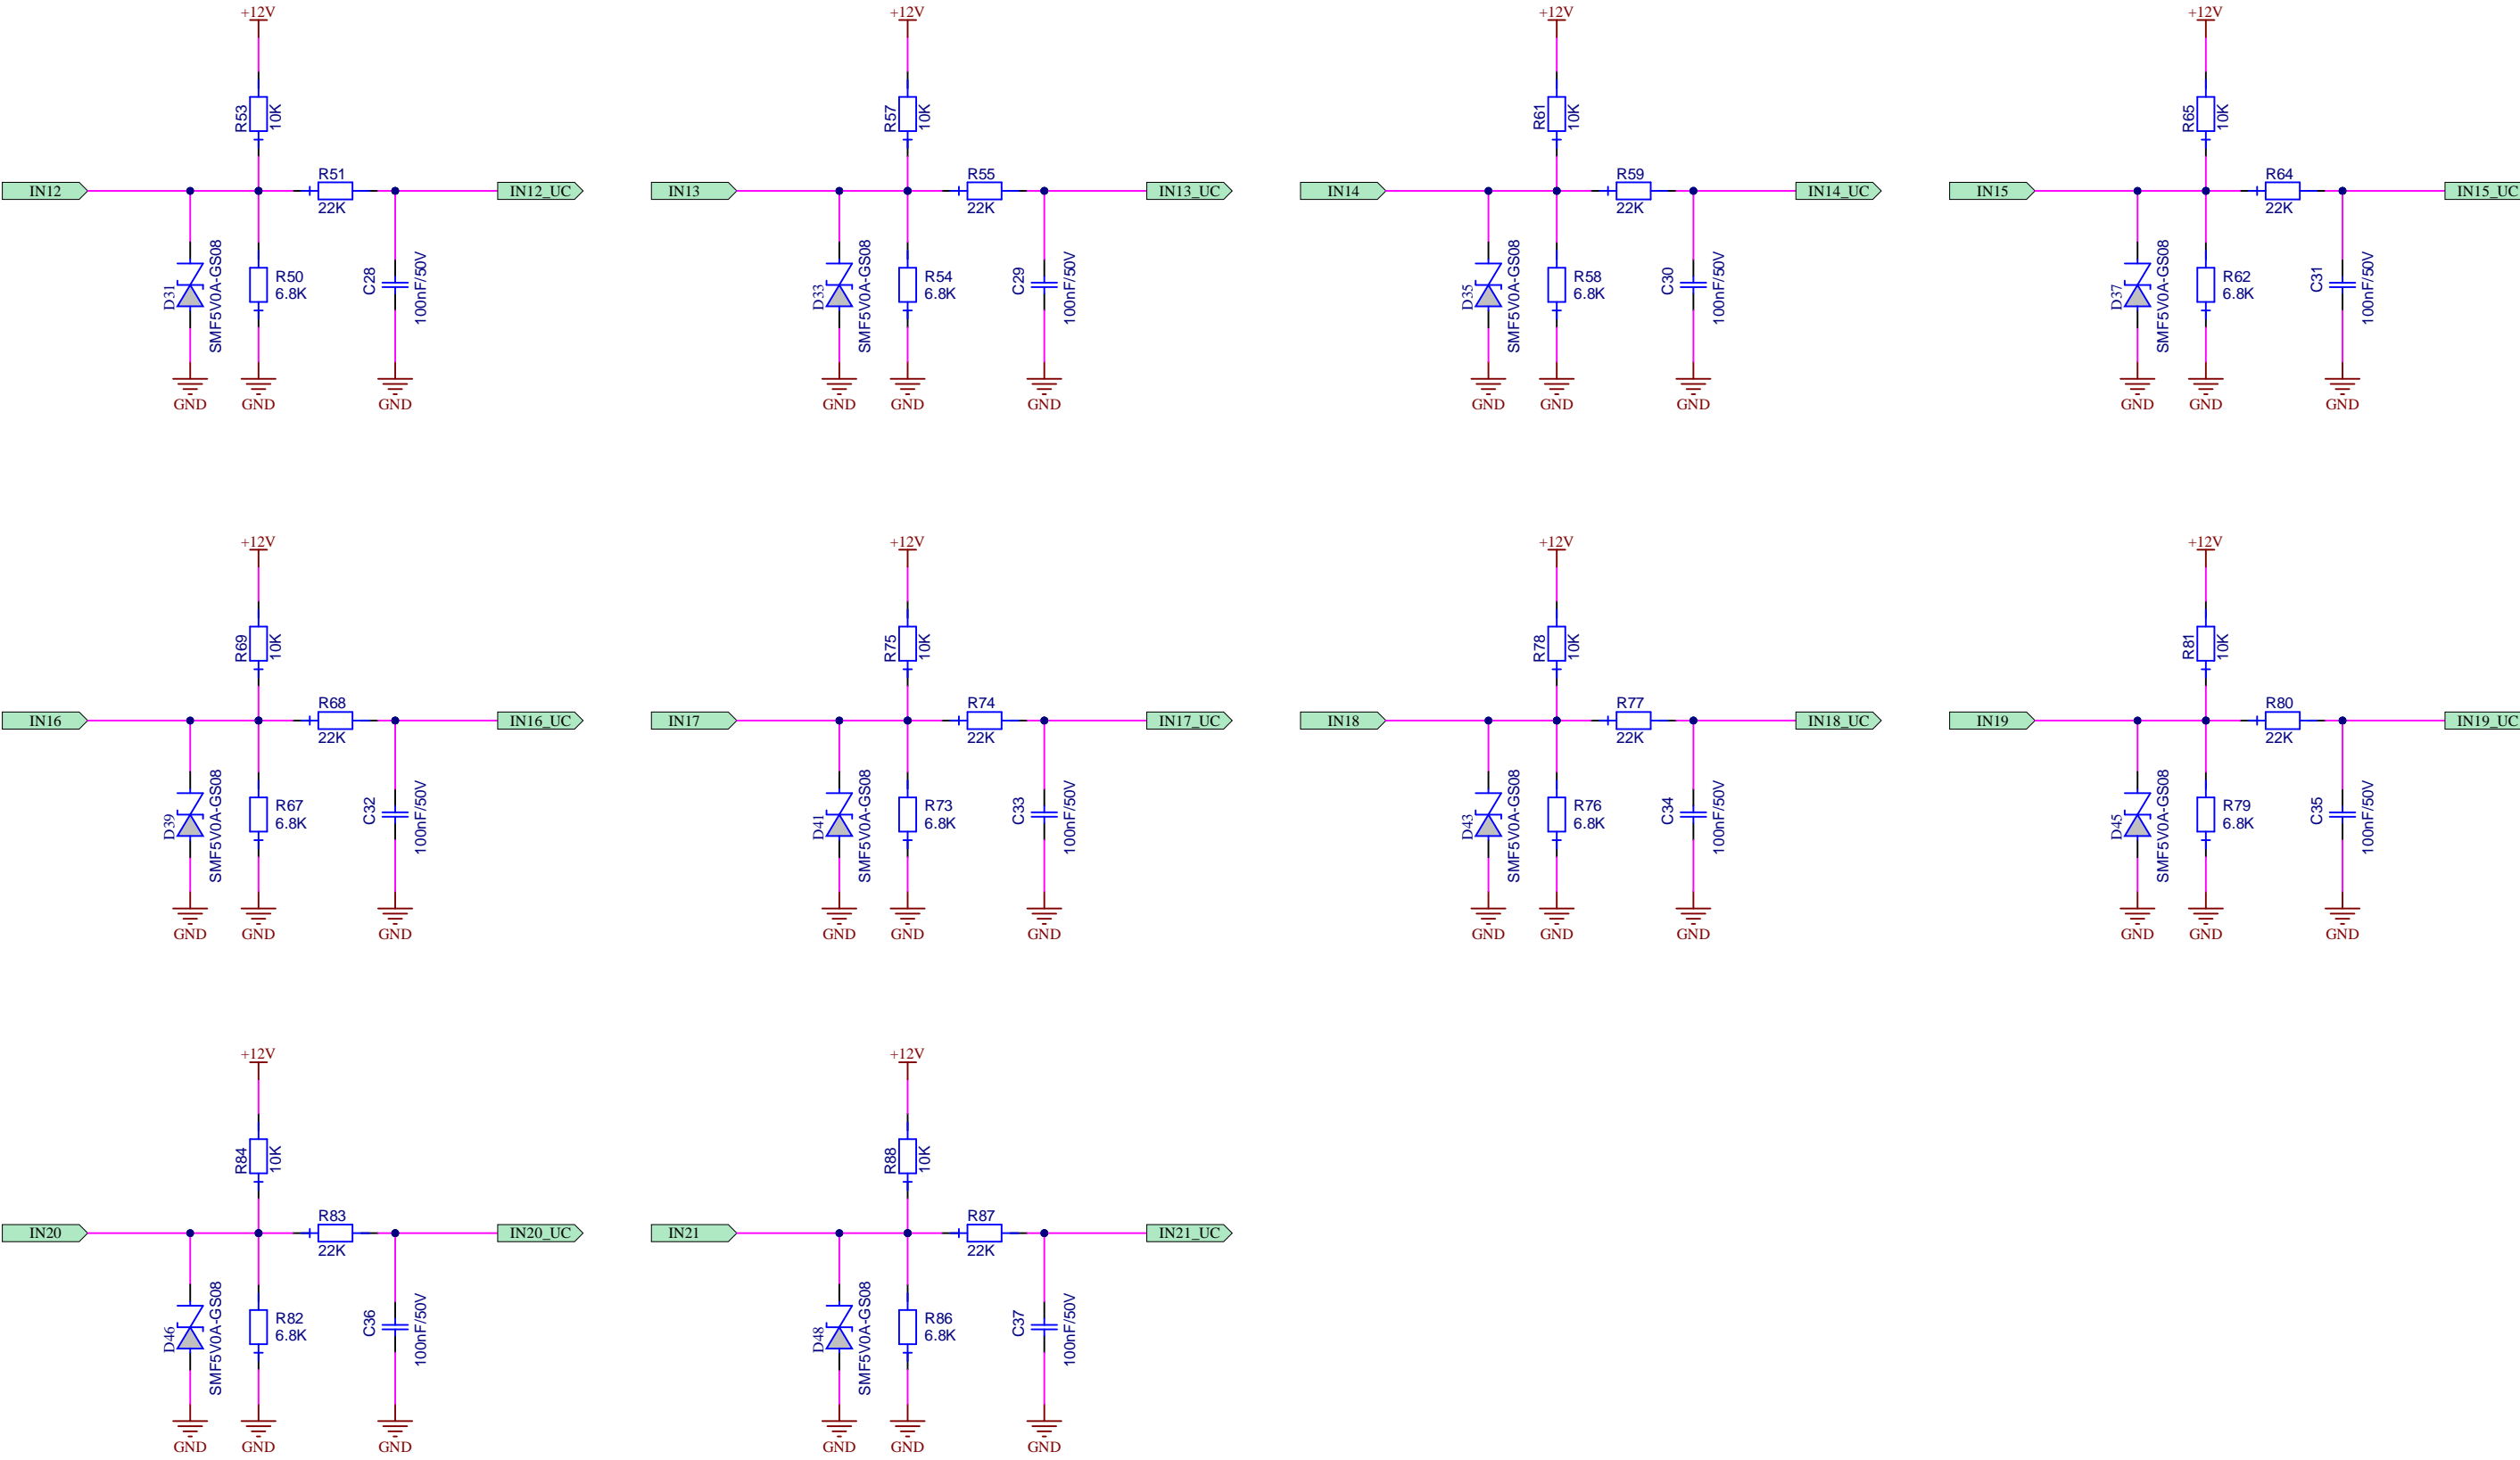 +12V
R53
10K
IN12
R51
22K
IN12_UC
D31
SMF5V0A-GS08
R50
6.8K
C28
100nF/50V
GND
GND
GND
+12V
R57
10K
IN13
R55
22K
IN13_UC
D33
SMF5V0A-GS08
R54
6.8K
C29
100nF/50V
GND
GND
GND
+12V
R61
10K
IN14
R59
22K
IN14_UC
D35
SMF5V0A-GS08
R58
6.8K
C30
100nF/50V
GND
GND
GND
+12V
R65
10K
IN15
R64
22K
IN15_UC
D37
SMF5V0A-GS08
R62
6.8K
C31
100nF/50V
GND
GND
GND
+12V
R69
10K
IN16
R68
22K
IN16_UC
D39
SMF5V0A-GS08
R67
6.8K
C32
100nF/50V
GND
GND
GND
+12V
R75
10K
IN17
R74
22K
IN17_UC
D41
SMF5V0A-GS08
R73
6.8K
C33
100nF/50V
GND
GND
GND
+12V
R78
10K
IN18
R77
22K
IN18_UC
D43
SMF5V0A-GS08
R76
6.8K
C34
100nF/50V
GND
GND
GND
+12V
R81
10K
IN19
R80
22K
IN19_UC
D45
SMF5V0A-GS08
R79
6.8K
C35
100nF/50V
GND
GND
GND
+12V
R84
10K
IN20
R83
22K
IN20_UC
D46
SMF5V0A-GS08
R82
6.8K
C36
100nF/50V
GND
GND
GND
+12V
R88
10K
IN21
R87
22K
IN21_UC
D48
SMF5V0A-GS08
R86
6.8K
C37
100nF/50V
GND
GND
GND